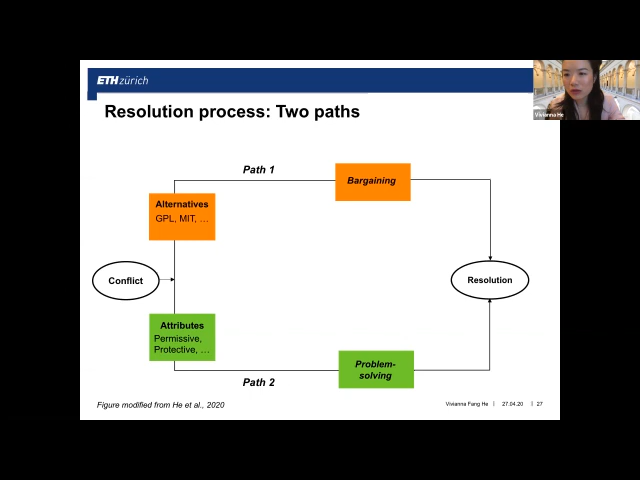 ETH zürich
Resolution process: Two paths
Vivianna He
Path 1
Bargaining
Alternatives
GPL, MIT, ...
Conflict
Resolution
Attributes
Permissive,
Protective, ...
Problem-
solving
Path 2
Figure modified from He et al., 2020
Vivianna Fang He | 27.04.20 | 27